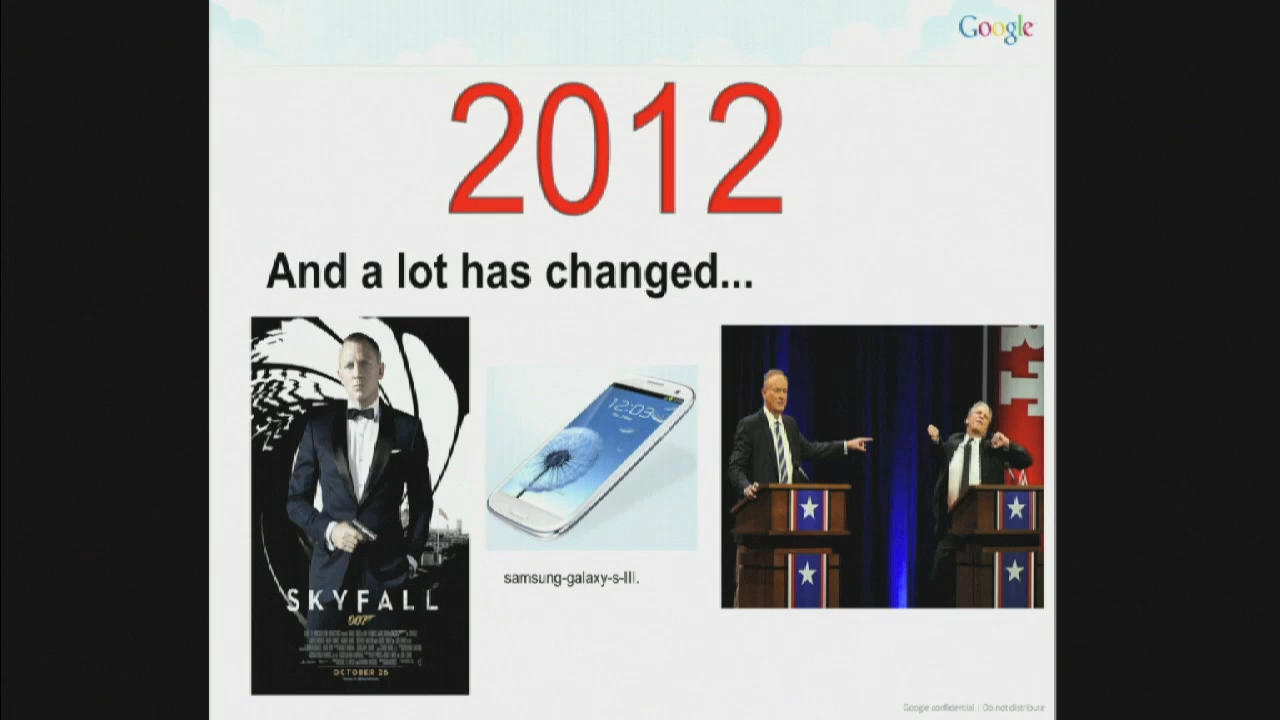 Google
2012
And a lot has changed...
12:03
samsung-galaxy-s-III.
SKYFALL
007
OCTOBER 26
Google confidential | Do not distribute